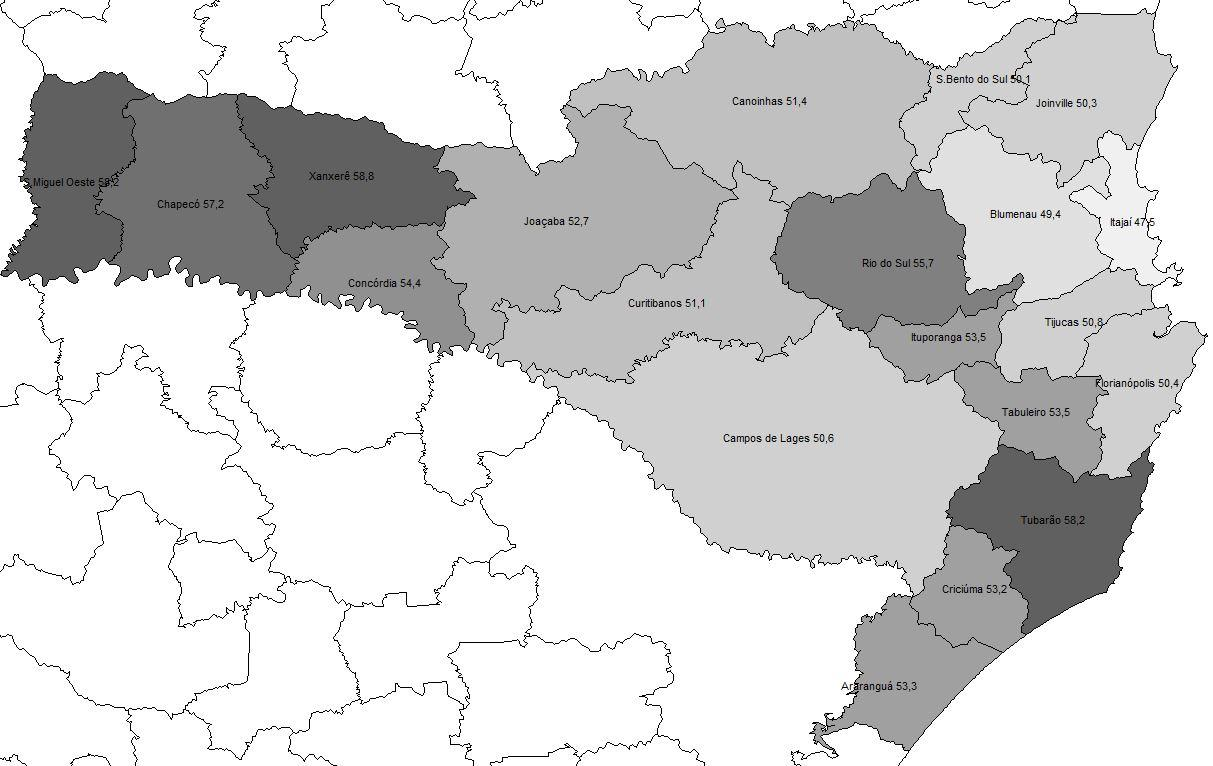 S.Bento do Sul 50,1
Canoinhas 51,4
Joinville 50,3
Xanxerê 58,8
S.Miguel Oeste 58,2
Chapecó 57,2
Blumenau 49,4
Joaçaba 52,7
Itajaí 47,5
Rio do Sul 55,7
Concórdia 54,4
Curitibanos 51,1
Tijucas 50,8
Ituporanga 53,5
Florianópolis 50,4
Tabuleiro 53,5
Campos de Lages 50,6
Tubarão 58,2
Criciúma 53,2
Araranguá 53,3